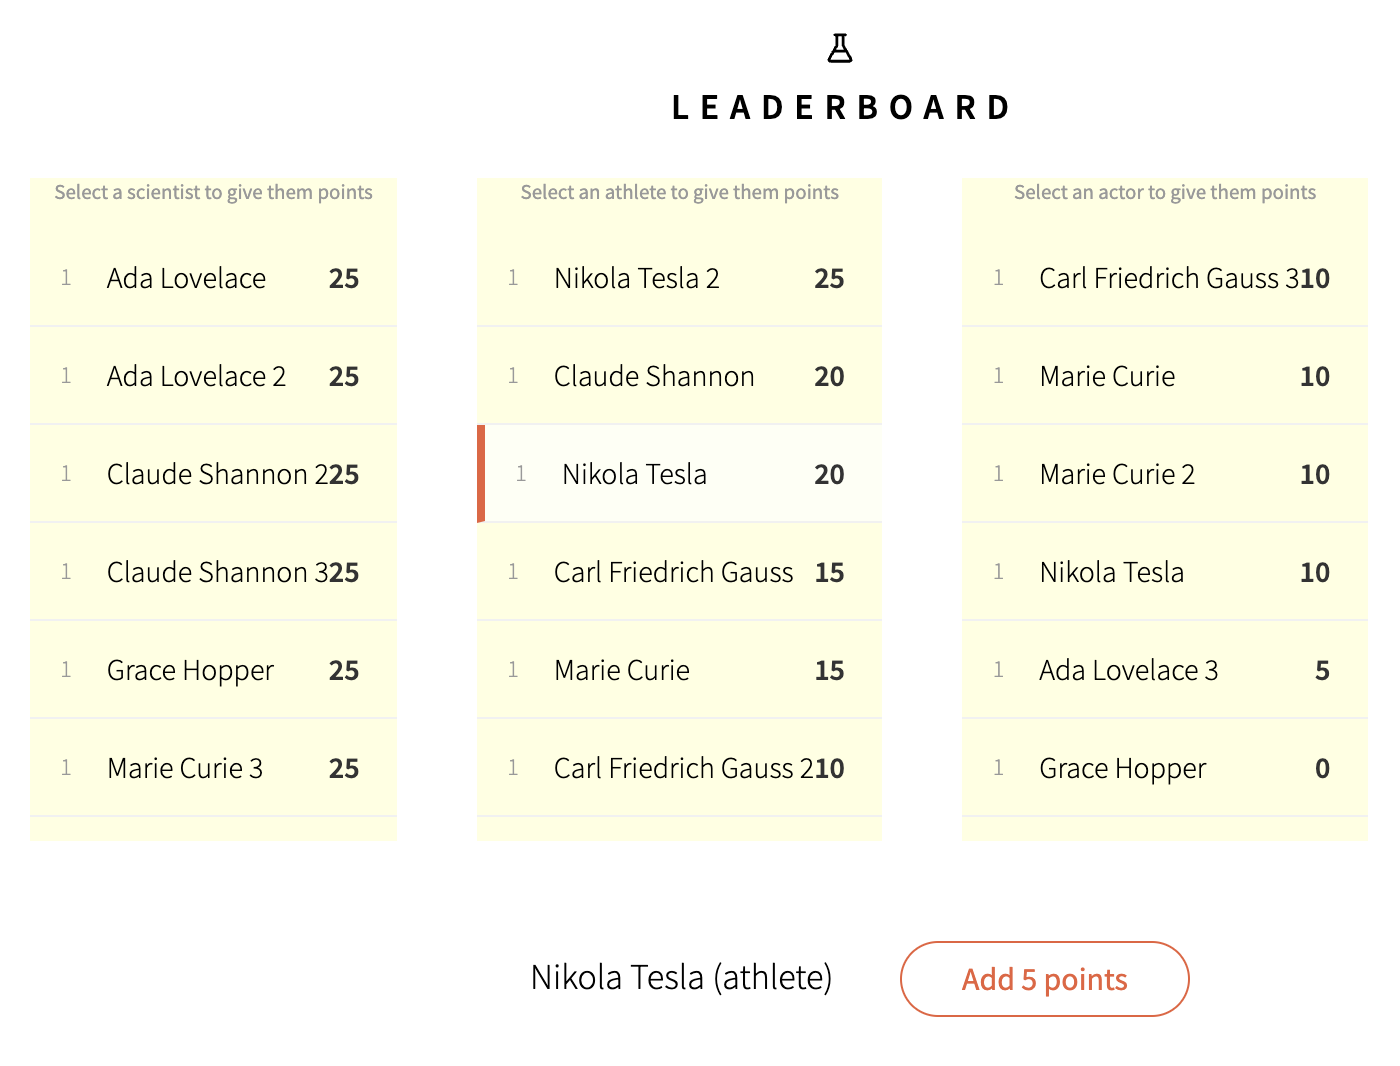 LEADERBOARD
Select a scientist to give them points
1 Ada Lovelace 25
1 Ada Lovelace 2 25
1 Claude Shannon 2 25
1 Claude Shannon 3 25
1 Grace Hopper 25
1 Marie Curie 3 25
Select an athlete to give them points
1 Nikola Tesla 2 25
1 Claude Shannon 20
1 Nikola Tesla 20
1 Carl Friedrich Gauss 15
1 Marie Curie 15
1 Carl Friedrich Gauss 2 10
Select an actor to give them points
1 Carl Friedrich Gauss 3 10
1 Marie Curie 10
1 Marie Curie 2 10
1 Nikola Tesla 10
1 Ada Lovelace 3 5
1 Grace Hopper 0
Nikola Tesla (athlete)
Add 5 points